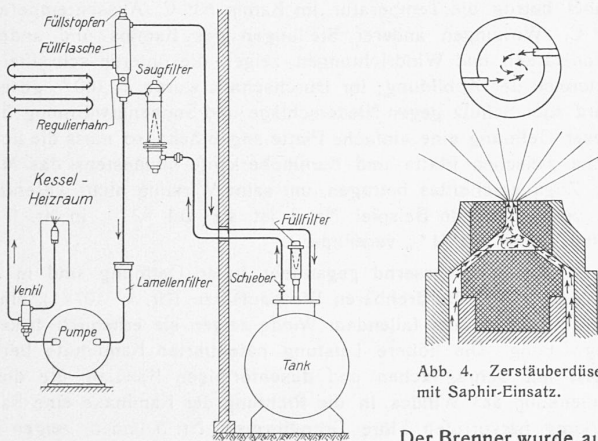 Füllstopfen
Füllflasche
Saugfilter
Regulierhahn
Kessel-
Heizraum
Füllfilter
Schieber
Lamellenfilter
Ventil
Pumpe
Tank
Abb. 4. Zerstäuberdüse
mit Saphir-Einsatz.
Der Brenner wurde au